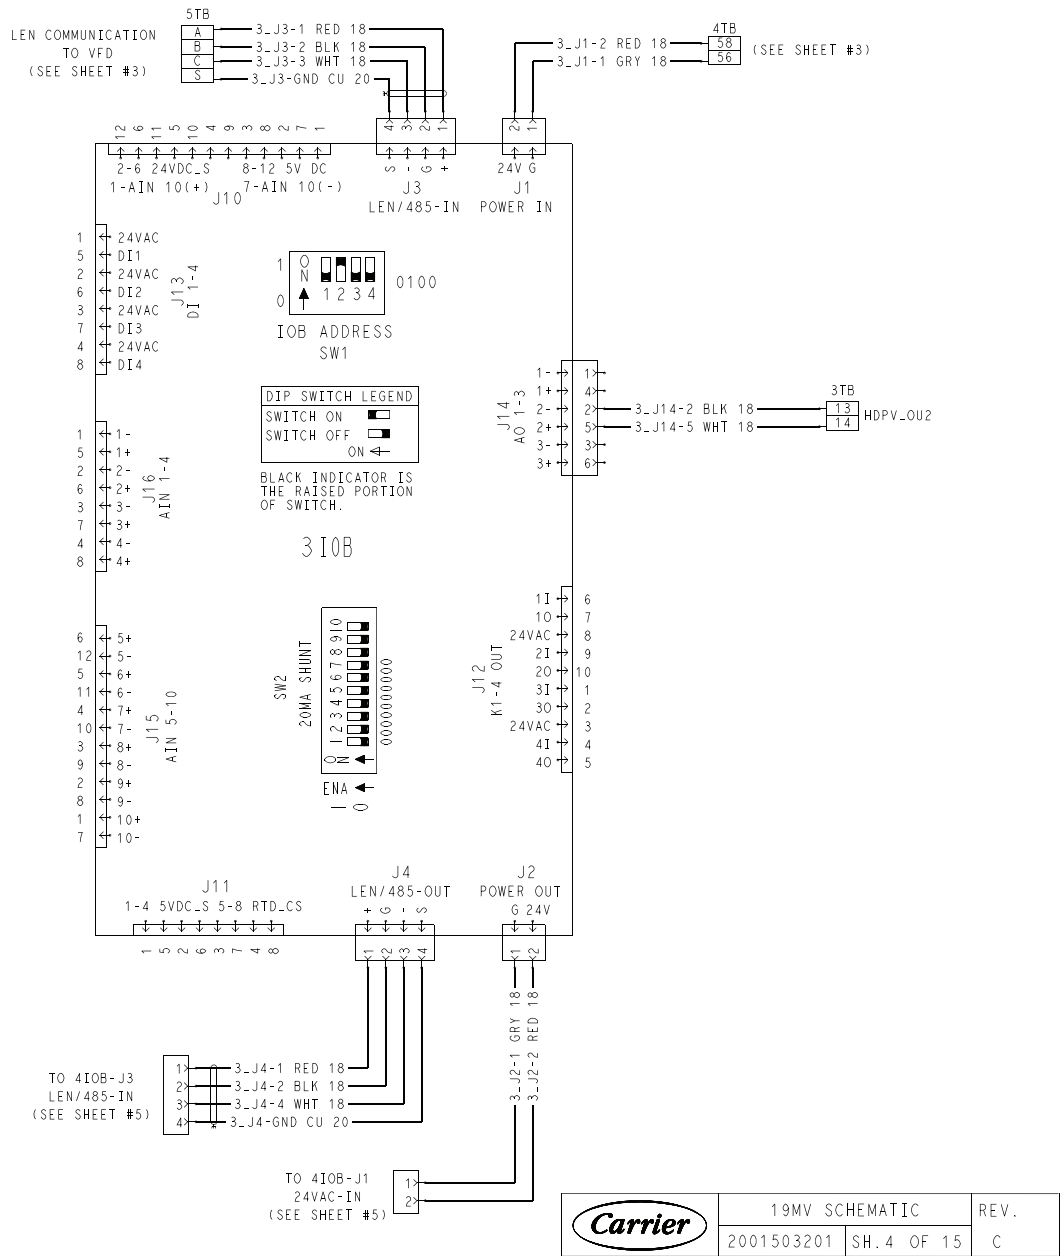 5TB
LEN COMMUNICATION
TO VFD
(SEE SHEET #3)
A
B
C
S
3_J3-1 RED 18
3_J3-2 BLK 18
3_J3-3 WHT 18
3_J3-GND CU 20
3_J1-2 RED 18
3_J1-1 GRY 18
4TB
58
56
(SEE SHEET #3)
12 6 11 5 10 4 9 3 8 2 7 1
2-6 24VDC_S 8-12 5V DC
1-AIN 10(+) 7-AIN 10(-)
J10
4 3 2 1
S - G +
J3
LEN/485-IN
2 1
24V G
J1
POWER IN
1 24VAC
5 DI1
2 24VAC
6 DI2
3 24VAC
7 DI3
4 24VAC
8 DI4
J13
DI 1-4
1
0
ON
1 2 3 4
0100
IOB ADDRESS
SW1
DIP SWITCH LEGEND
SWITCH ON
SWITCH OFF
ON
BLACK INDICATOR IS
THE RAISED PORTION
OF SWITCH.
3IOB
1 1-
5 1+
2 2-
6 2+
3 3-
7 3+
4 4-
8 4+
J16
AIN 1-4
J14
AO 1-3
1- 1
1+ 4
2- 2
2+ 5
3- 3
3+ 6
3_J14-2 BLK 18
3_J14-5 WHT 18
3TB
13
14
HDPV_OU2
6 5+
12 5-
5 6+
11 6-
4 7+
10 7-
3 8+
9 8-
2 9+
8 9-
1 10+
7 10-
J15
AIN 5-10
SW2
20MA SHUNT
ON
1 2 3 4 5 6 7 8 9 10
0000000000
ENA
1 0
J12
K1-4 OUT
1I 6
1O 7
24VAC 8
2I 9
2O 10
3I 1
3O 2
24VAC 3
4I 4
4O 5
J11
1-4 5VDC_S 5-8 RTD_CS
1 5 2 6 3 7 4 8
J4
LEN/485-OUT
+ G - S
1 2 3 4
J2
POWER OUT
G 24V
1 2
3_J2-1 GRY 18
3_J2-2 RED 18
TO 4IOB-J3
LEN/485-IN
(SEE SHEET #5)
1
2
3
4
3_J4-1 RED 18
3_J4-2 BLK 18
3_J4-4 WHT 18
3_J4-GND CU 20
TO 4IOB-J1
24VAC-IN
(SEE SHEET #5)
1
2
Carrier
19MV SCHEMATIC
REV.
2001503201
SH.4 OF 15
C